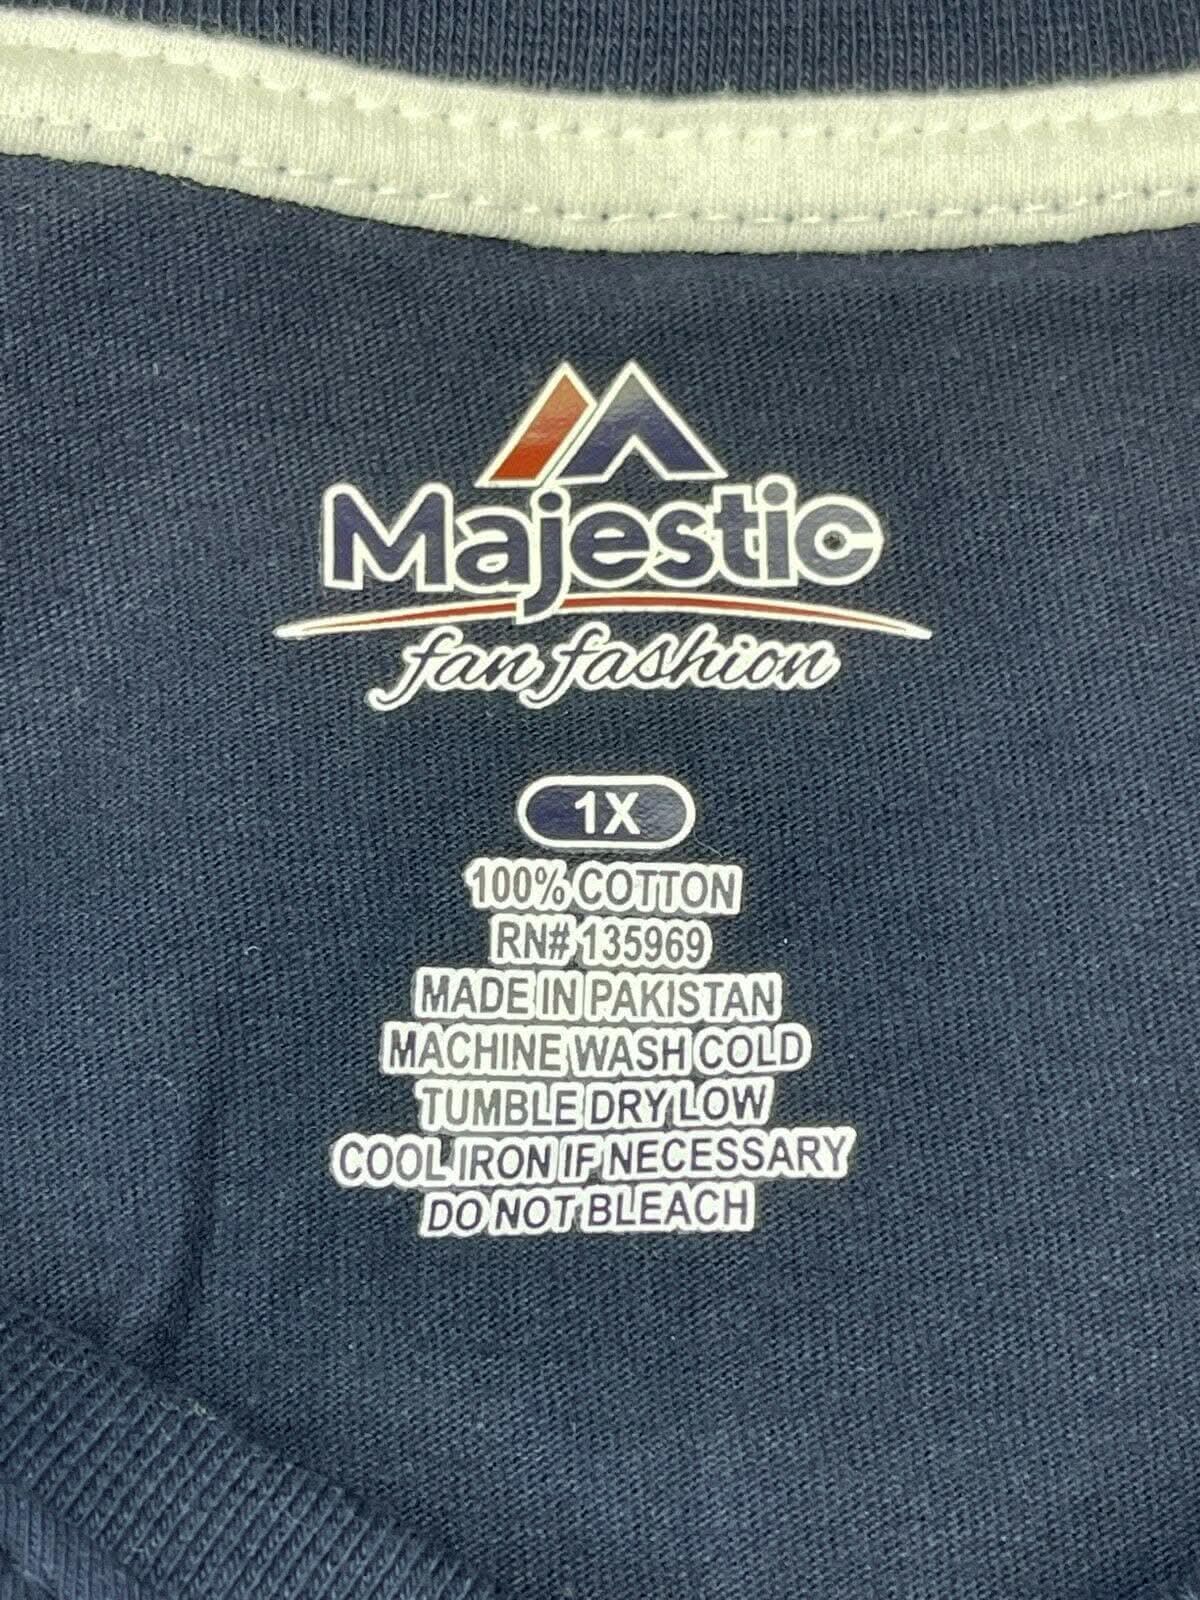 Majestic
fan fashion
1X
100% COTTON
RN# 135969
MADE IN PAKISTAN
MACHINE WASH COLD
TUMBLE DRY LOW
COOL IRON IF NECESSARY
DO NOT BLEACH